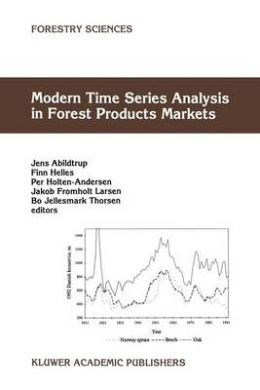 FORESTRY SCIENCES
Modern Time Series Analysis
in Forest Products Markets
Jens Abildtrup
Finn Helles
Per Holten-Andersen
Jakob Fromholt Larsen
Bo Jellesmark Thorsen
editors
Year
Norway spruce Beech Oak
KLUWER ACADEMIC PUBLISHERS